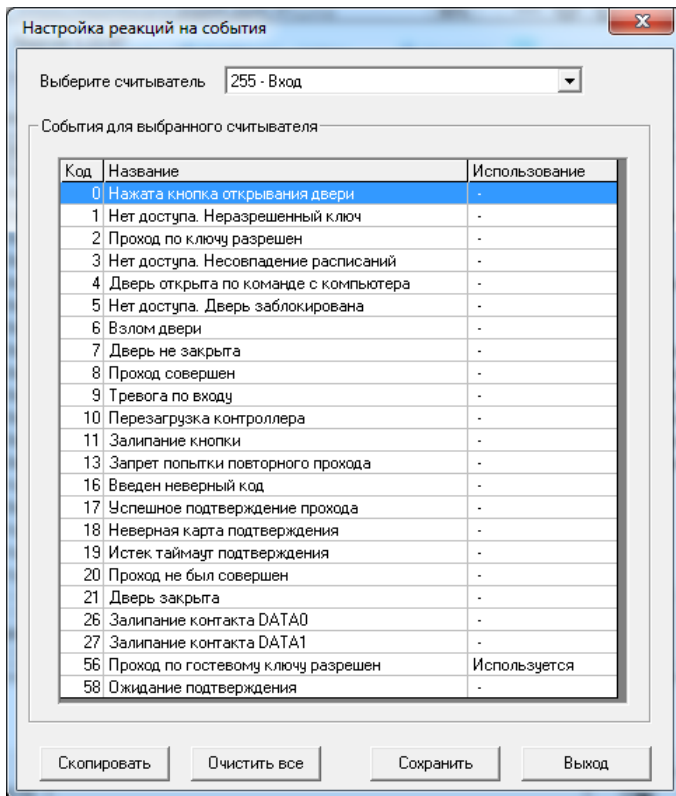 Настройка реакций на события
Выберите считыватель 255 - Вход
События для выбранного считывателя
Код Название Использование
0 Нажата кнопка открывания двери -
1 Нет доступа. Неразрешенный ключ -
2 Проход по ключу разрешен -
3 Нет доступа. Несовпадение расписаний -
4 Дверь открыта по команде с компьютера -
5 Нет доступа. Дверь заблокирована -
6 Взлом двери -
7 Дверь не закрыта -
8 Проход совершен -
9 Тревога по входу -
10 Перезагрузка контроллера -
11 Залипание кнопки -
13 Запрет попытки повторного прохода -
16 Введен неверный код -
17 Успешное подтверждение прохода -
18 Неверная карта подтверждения -
19 Истек таймаут подтверждения -
20 Проход не был совершен -
21 Дверь закрыта -
26 Залипание контакта DATA0 -
27 Залипание контакта DATA1 -
56 Проход по гостевому ключу разрешен Используется
58 Ожидание подтверждения -
Скопировать Очистить все Сохранить Выход